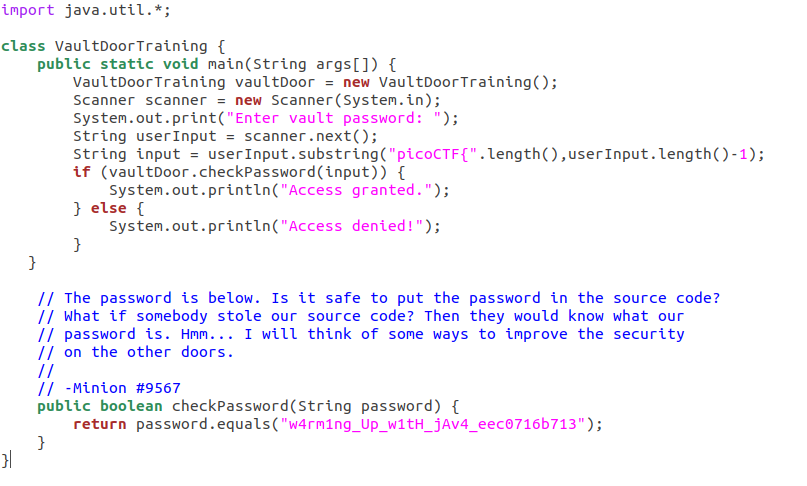 import java.util.*;

class VaultDoorTraining {
    public static void main(String args[]) {
        VaultDoorTraining vaultDoor = new VaultDoorTraining();
        Scanner scanner = new Scanner(System.in);
        System.out.print("Enter vault password: ");
        String userInput = scanner.next();
        String input = userInput.substring("picoCTF{".length(),userInput.length()-1);
        if (vaultDoor.checkPassword(input)) {
            System.out.println("Access granted.");
        } else {
            System.out.println("Access denied!");
        }
   }

    // The password is below. Is it safe to put the password in the source code?
    // What if somebody stole our source code? Then they would know what our
    // password is. Hmm... I will think of some ways to improve the security
    // on the other doors.
    //
    // -Minion #9567
    public boolean checkPassword(String password) {
        return password.equals("w4rm1ng_Up_w1tH_jAv4_eec0716b713");
    }
}